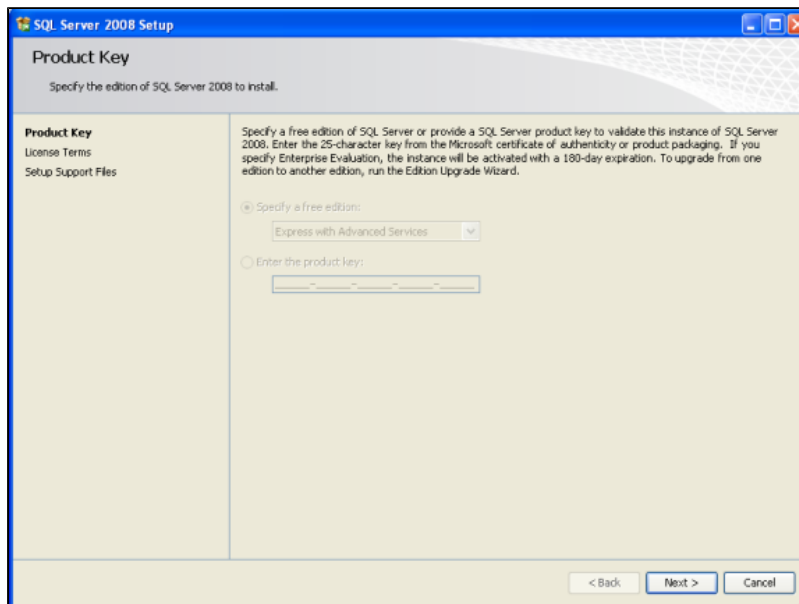 SQL Server 2008 Setup
Product Key
Specify the edition of SQL Server 2008 to install.
Product Key
License Terms
Setup Support Files
Specify a free edition of SQL Server or provide a SQL Server product key to validate this instance of SQL Server
2008. Enter the 25-character key from the Microsoft certificate of authenticity or product packaging. If you
specify Enterprise Evaluation, the instance will be activated with a 180-day expiration. To upgrade from one
edition to another edition, run the Edition Upgrade Wizard.
Specify a free edition:
Express with Advanced Services
Enter the product key:
_____-_____-_____-_____-_____
< Back Next > Cancel